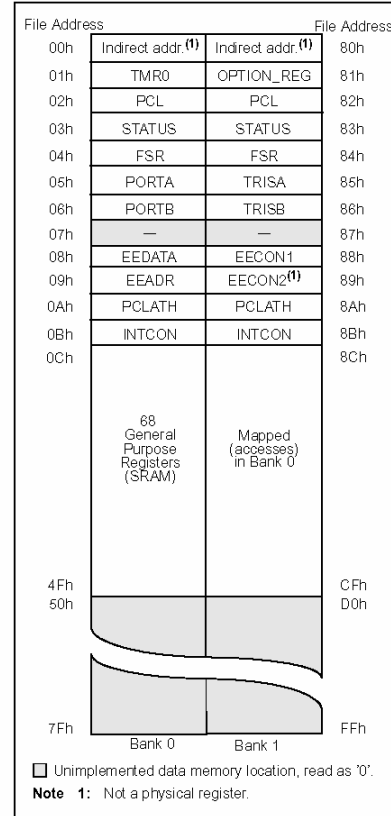 File Address File Address
00h Indirect addr.(1) Indirect addr.(1) 80h
01h TMR0 OPTION_REG 81h
02h PCL PCL 82h
03h STATUS STATUS 83h
04h FSR FSR 84h
05h PORTA TRISA 85h
06h PORTB TRISB 86h
07h — — 87h
08h EEDATA EECON1 88h
09h EEADR EECON2(1) 89h
0Ah PCLATH PCLATH 8Ah
0Bh INTCON INTCON 8Bh
0Ch 8Ch
68
General
Purpose
Registers
(SRAM)
Mapped
(accesses)
in Bank 0
4Fh CFh
50h D0h
7Fh FFh
Bank 0 Bank 1
Unimplemented data memory location, read as '0'.
Note 1: Not a physical register.